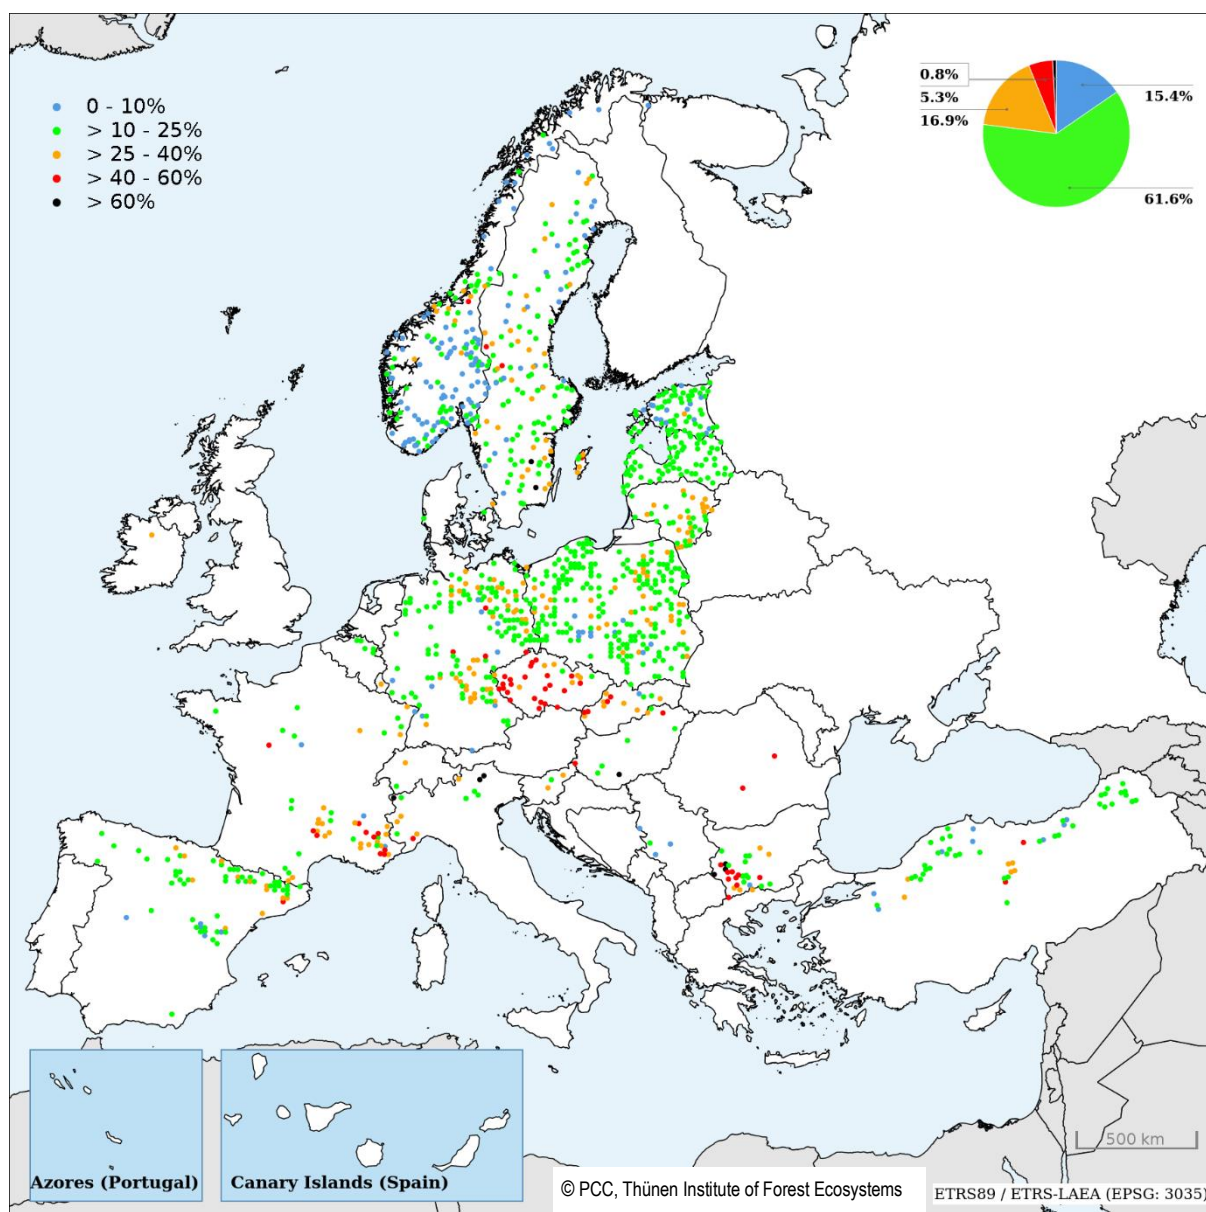 0 - 10%
> 10 - 25%
> 25 - 40%
> 40 - 60%
> 60%
0.8%
5.3%
16.9%
15.4%
61.6%
500 km
Azores (Portugal)
Canary Islands (Spain)
© PCC, Thünen Institute of Forest Ecosystems
ETRS89 / ETRS-LAEA (EPSG: 3035)